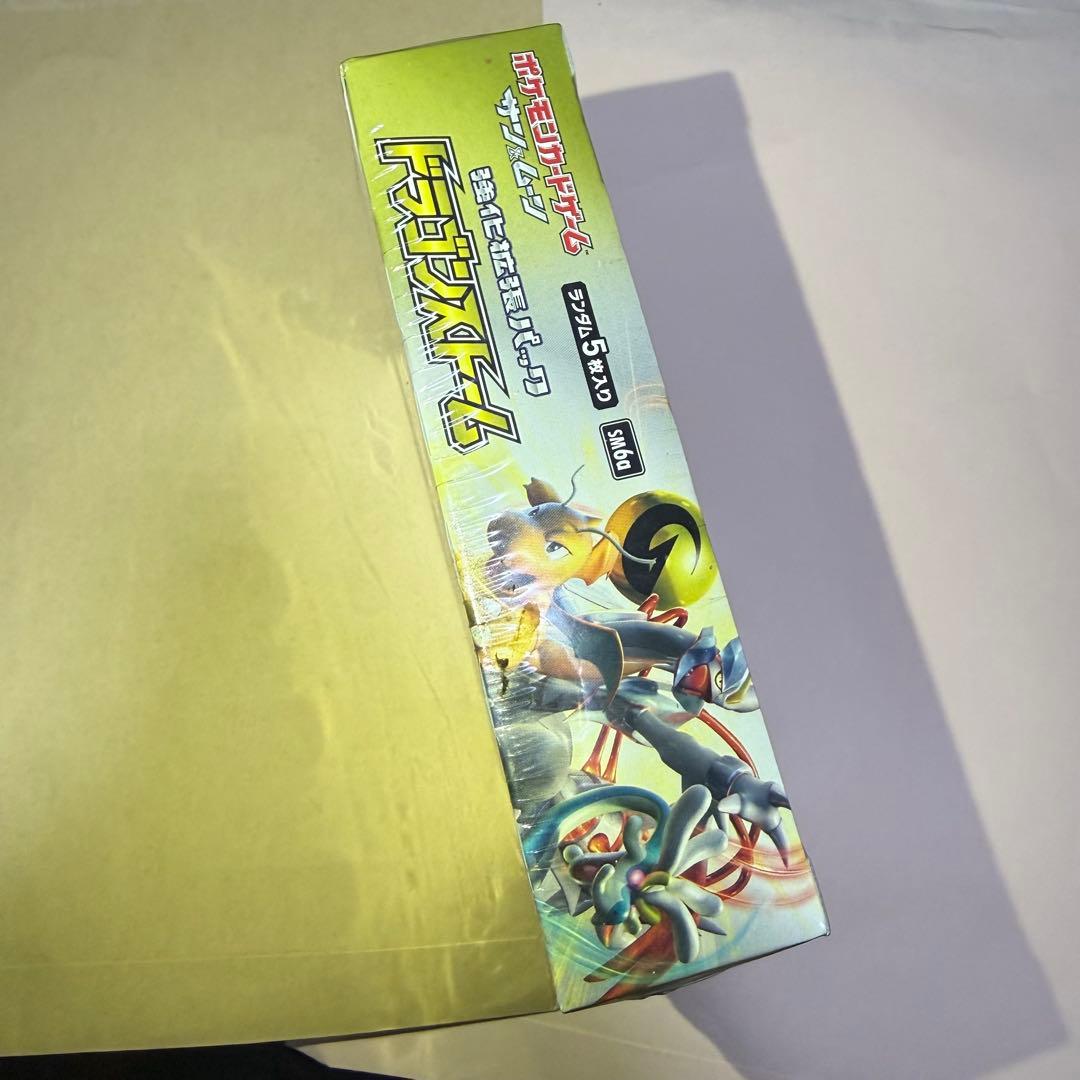 ポケモンカードゲーム
サン&ムーン
強化拡張パック
ドラゴンストーム
ランダム5枚入り
SM6a